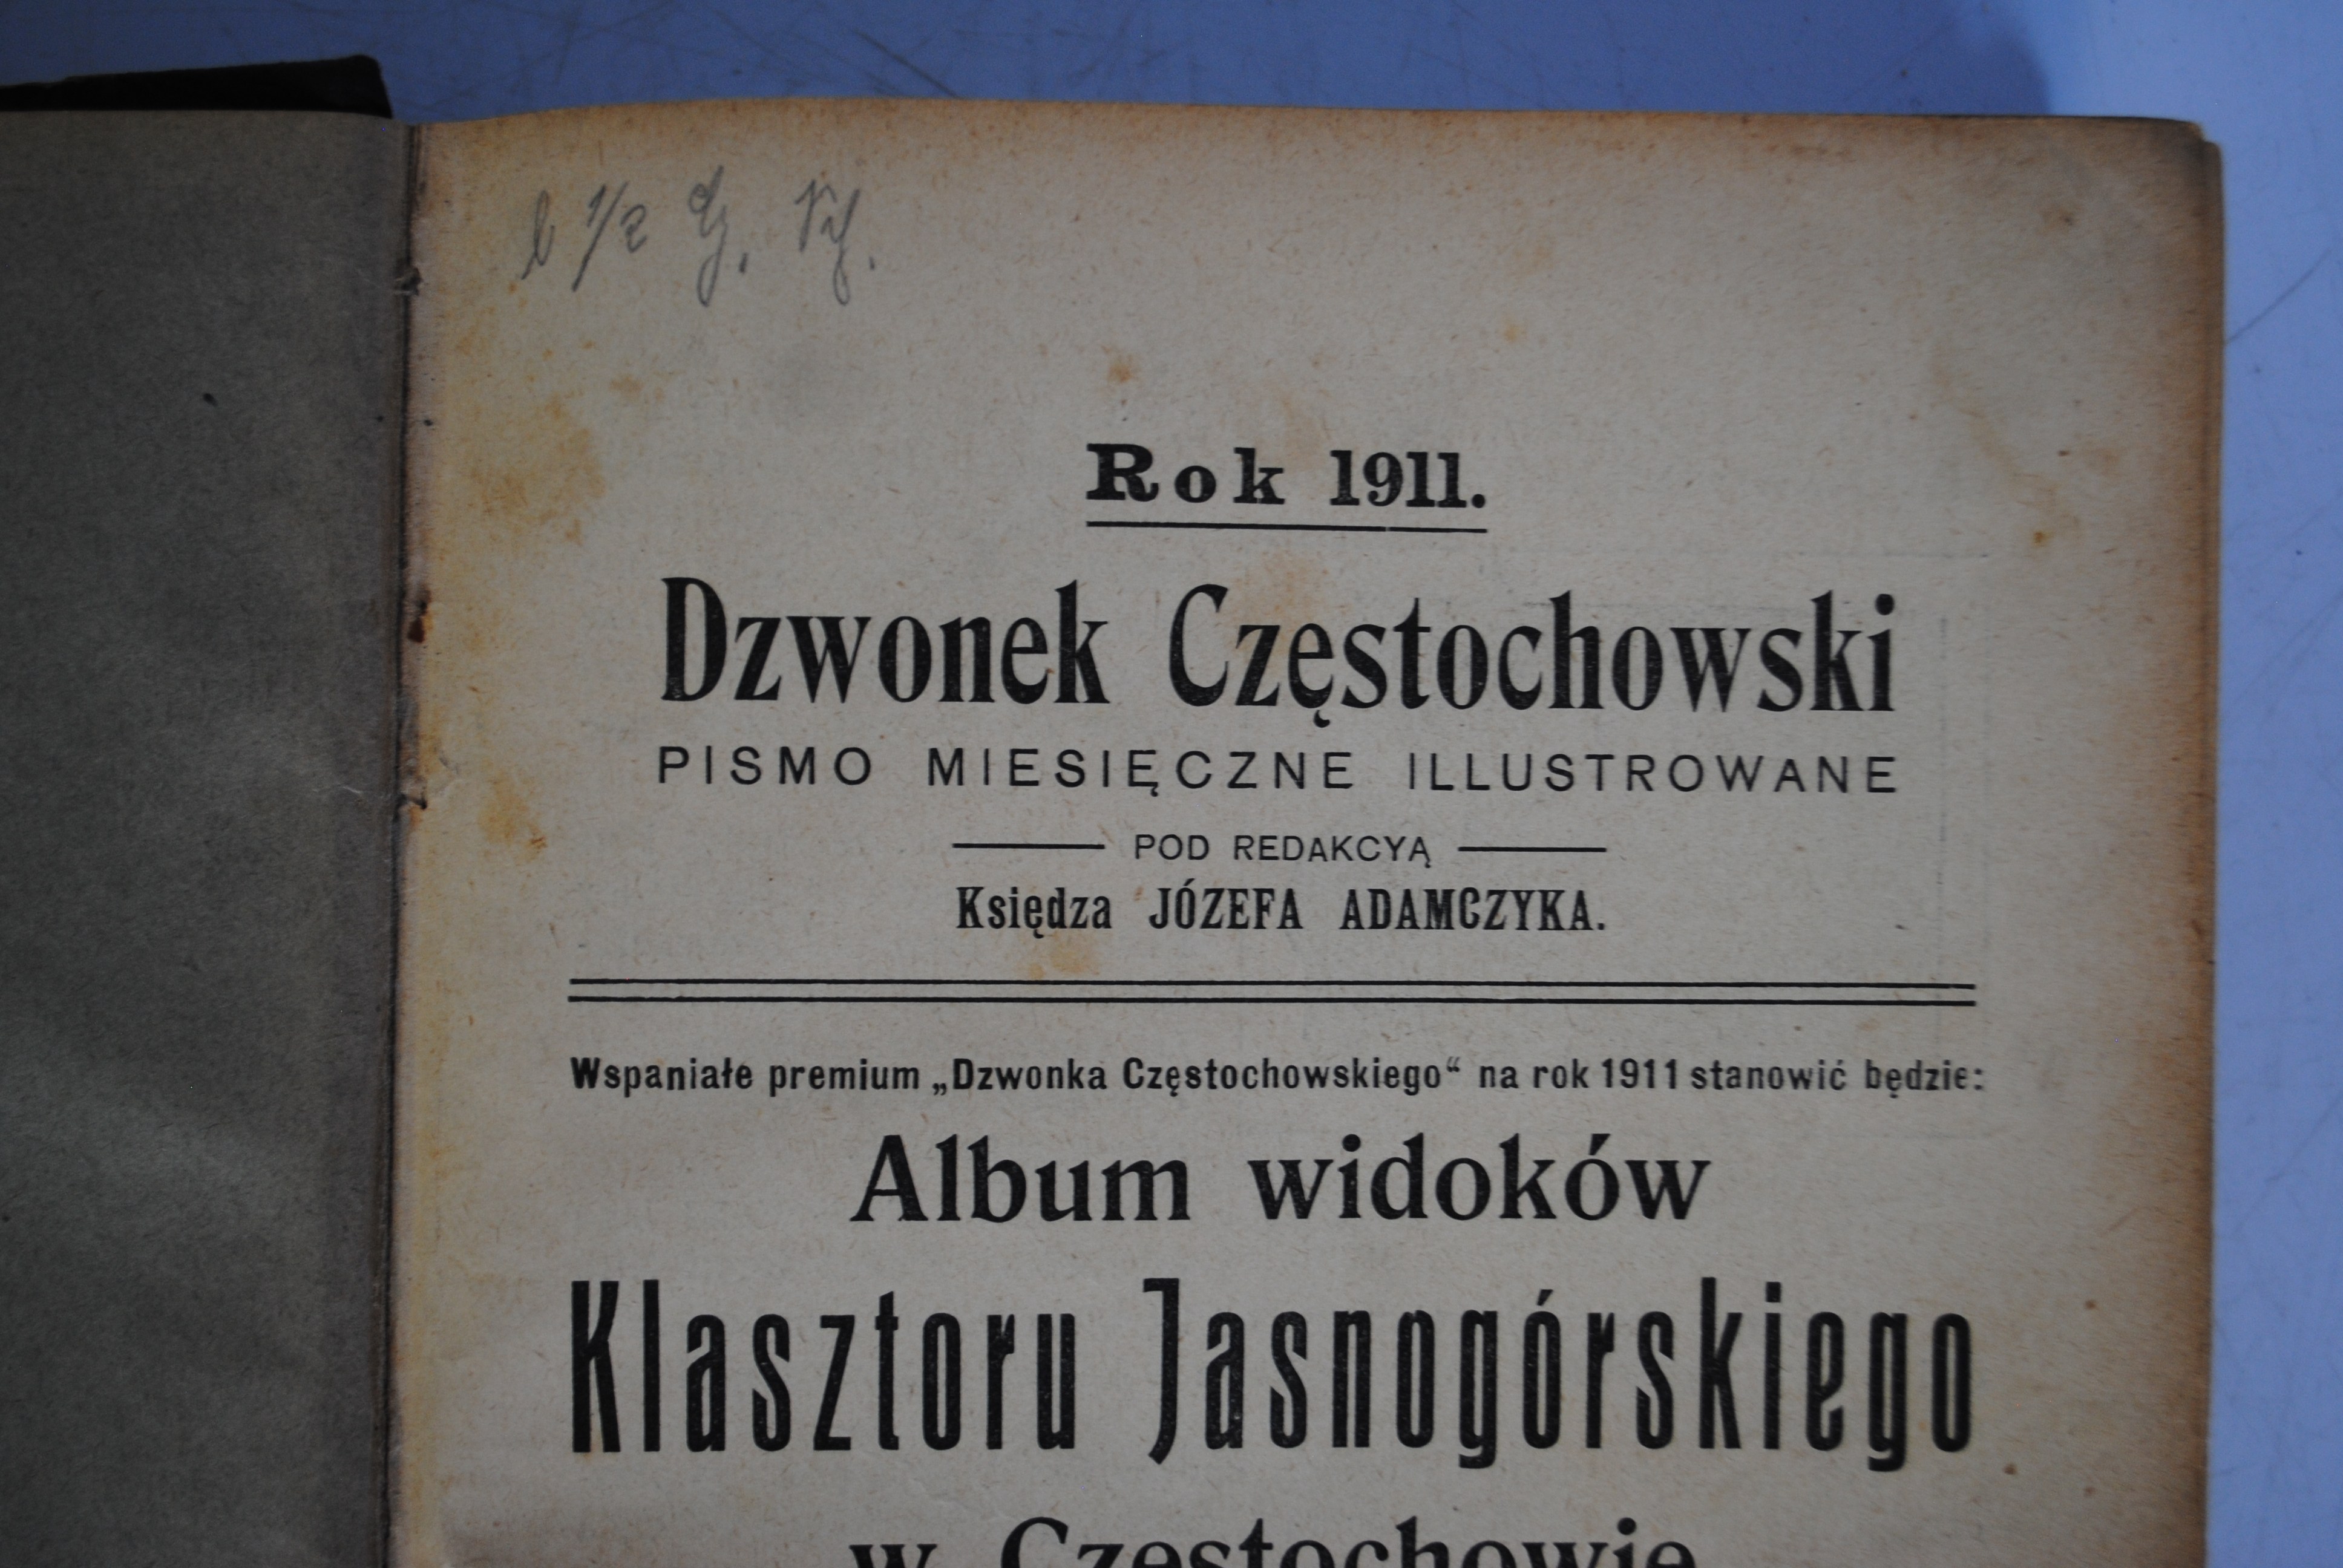 Rok 1911.
Dzwonek Częstochowski
PISMO MIESIĘCZNE ILLUSTROWANE
POD REDAKCYĄ
Księdza JÓZEFA ADAMCZYKA.
Wspaniałe premium „Dzwonka Częstochowskiego“ na rok 1911 stanowić będzie:
Album widoków
Klasztoru Jasnogórskiego
w Częstochowie